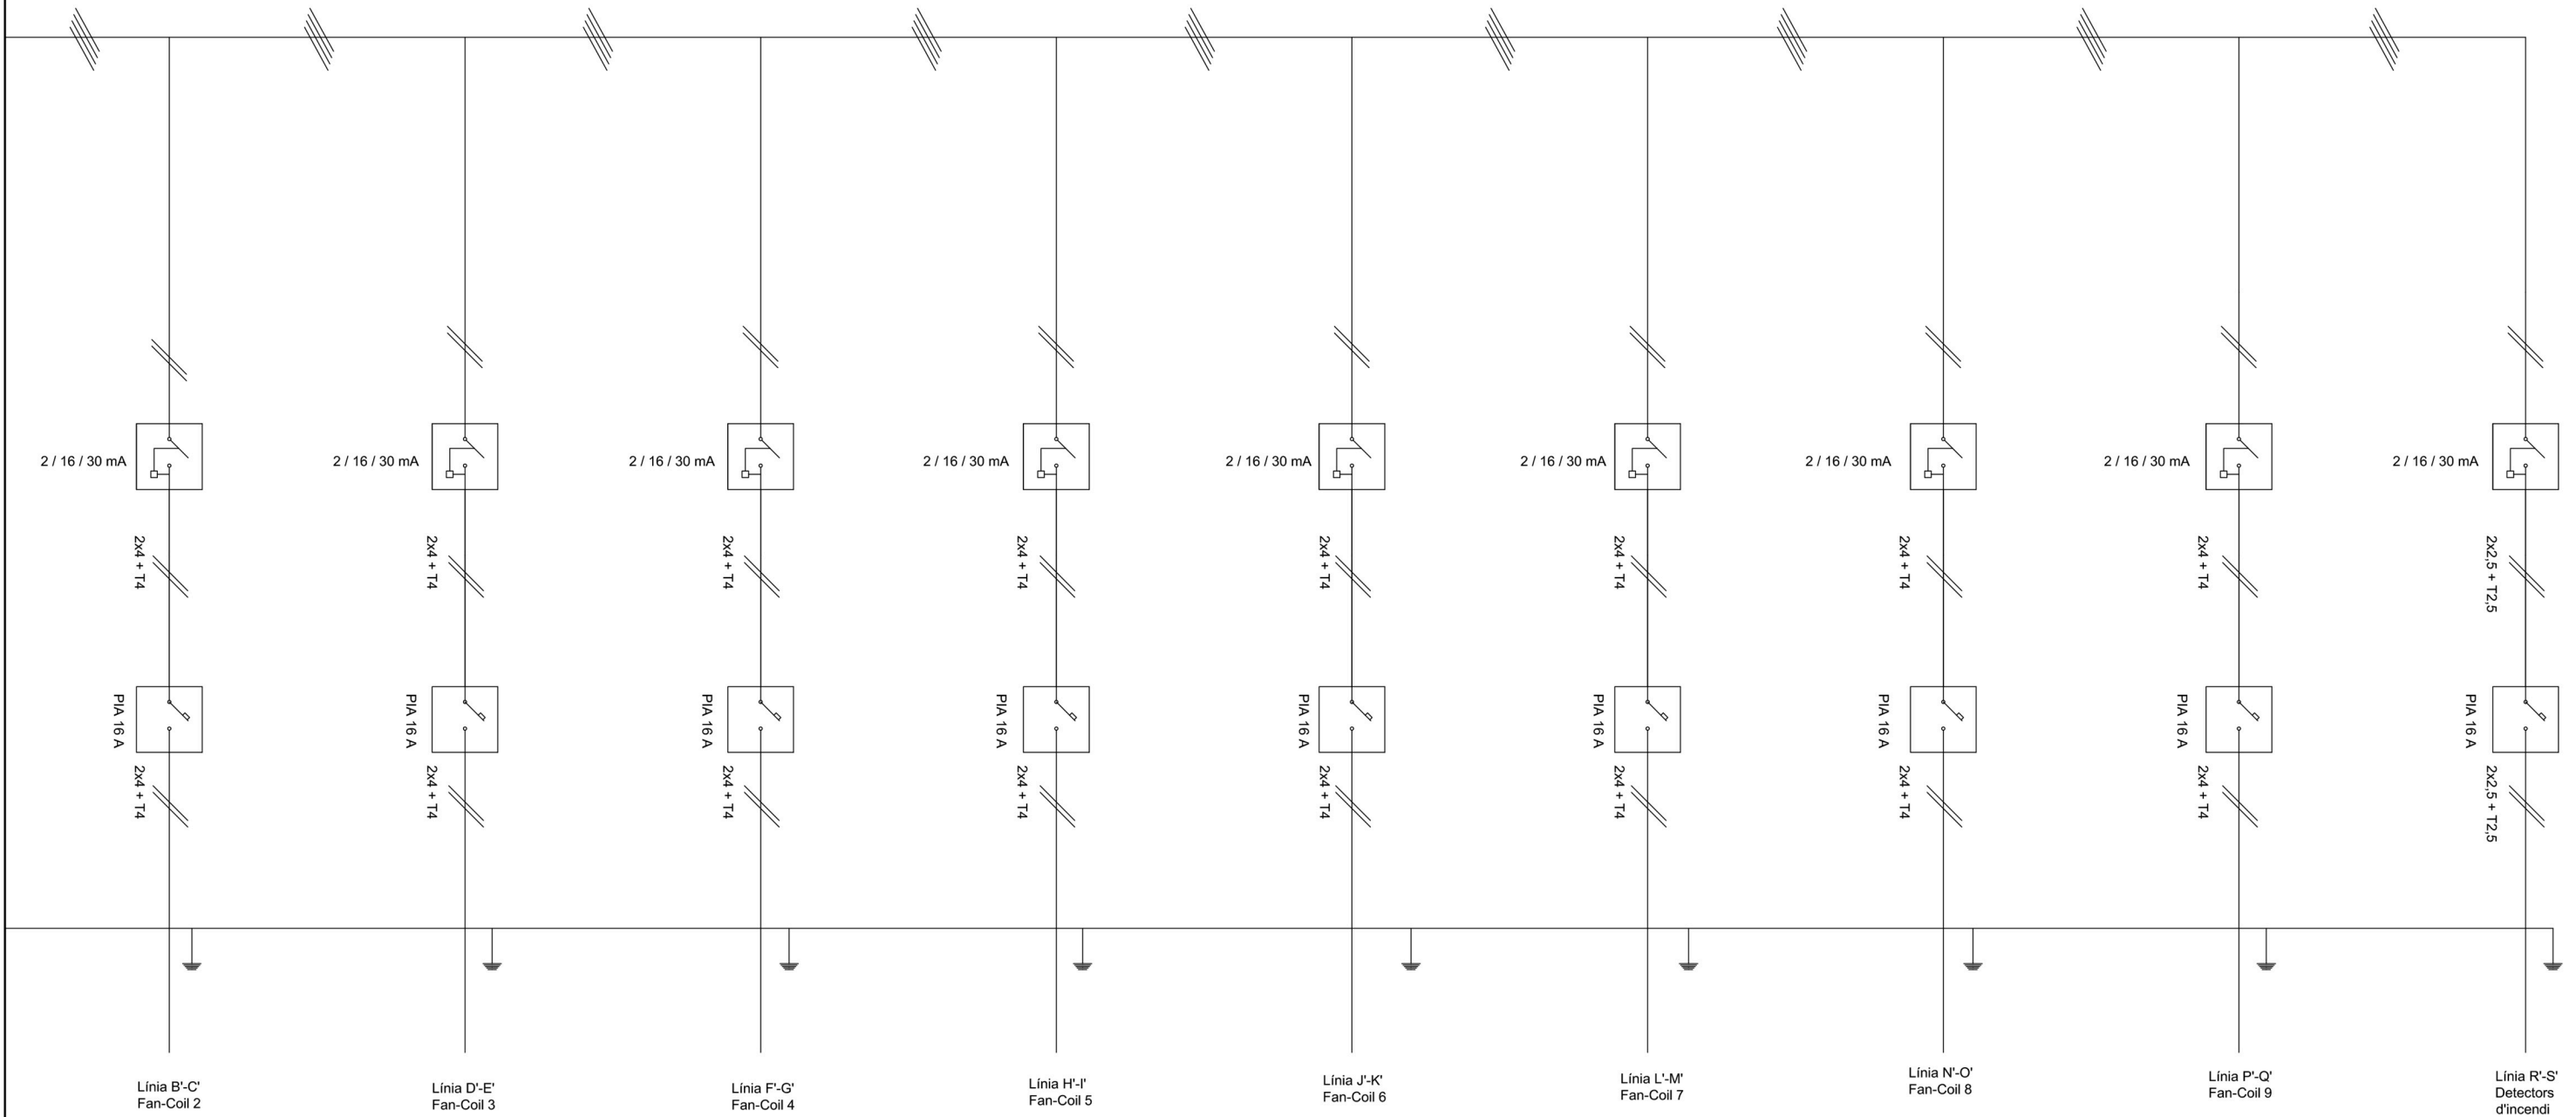 2 / 16 / 30 mA
2 / 16 / 30 mA
2 / 16 / 30 mA
2 / 16 / 30 mA
2 / 16 / 30 mA
2 / 16 / 30 mA
2 / 16 / 30 mA
2 / 16 / 30 mA
2 / 16 / 30 mA
2x4 + T4
2x4 + T4
2x4 + T4
2x4 + T4
2x4 + T4
2x4 + T4
2x4 + T4
2x4 + T4
2x2,5 + T2,5
PIA 16 A
PIA 16 A
PIA 16 A
PIA 16 A
PIA 16 A
PIA 16 A
PIA 16 A
PIA 16 A
PIA 16 A
2x4 + T4
2x4 + T4
2x4 + T4
2x4 + T4
2x4 + T4
2x4 + T4
2x4 + T4
2x4 + T4
2x2,5 + T2,5
Línia B'-C'
Fan-Coil 2
Línia D'-E'
Fan-Coil 3
Línia F'-G'
Fan-Coil 4
Línia H'-I'
Fan-Coil 5
Línia J'-K'
Fan-Coil 6
Línia L'-M'
Fan-Coil 7
Línia N'-O'
Fan-Coil 8
Línia P'-Q'
Fan-Coil 9
Línia R'-S'
Detectors
d'incendi